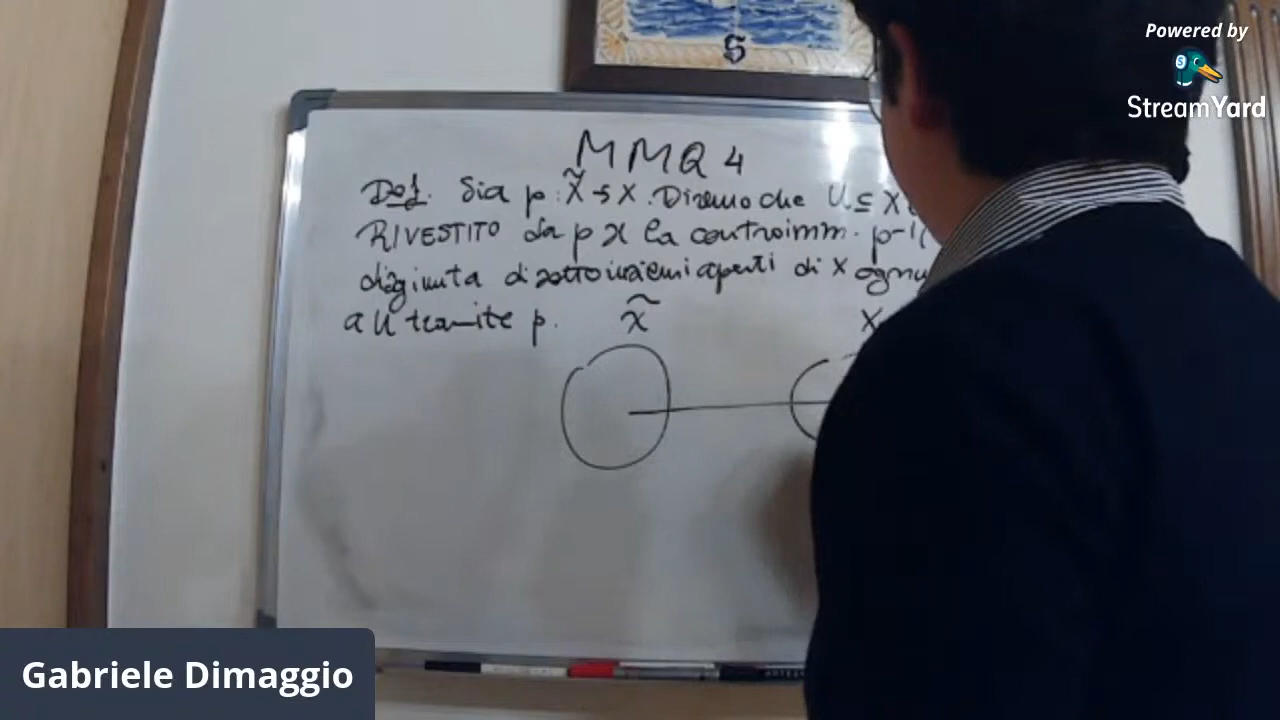 Powered by
StreamYard
S
MMQ 4
Def. Sia p: X̃ → X. Diremo che U ⊆ X
RIVESTITO da p se la controimm. p-1(
disgiunta di sottoinsiemi aperti di X ognu
a U tramite p.
X̃
X
Gabriele Dimaggio